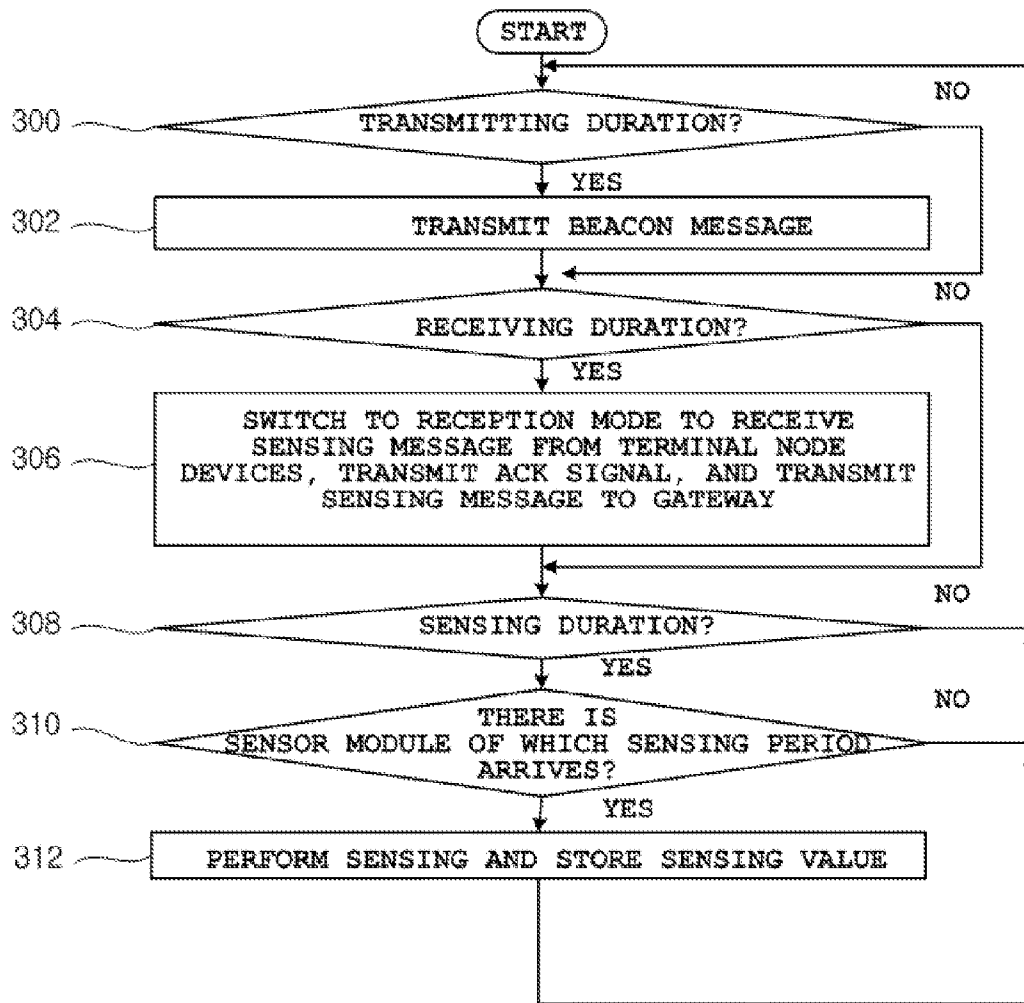 START
NO
300
TRANSMITTING DURATION?
YES
302
TRANSMIT BEACON MESSAGE
NO
304
RECEIVING DURATION?
YES
306
SWITCH TO RECEPTION MODE TO RECEIVE
SENSING MESSAGE FROM TERMINAL NODE
DEVICES, TRANSMIT ACK SIGNAL, AND TRANSMIT
SENSING MESSAGE TO GATEWAY
NO
308
SENSING DURATION?
YES
NO
310
THERE IS
SENSOR MODULE OF WHICH SENSING PERIOD
ARRIVES?
YES
312
PERFORM SENSING AND STORE SENSING VALUE